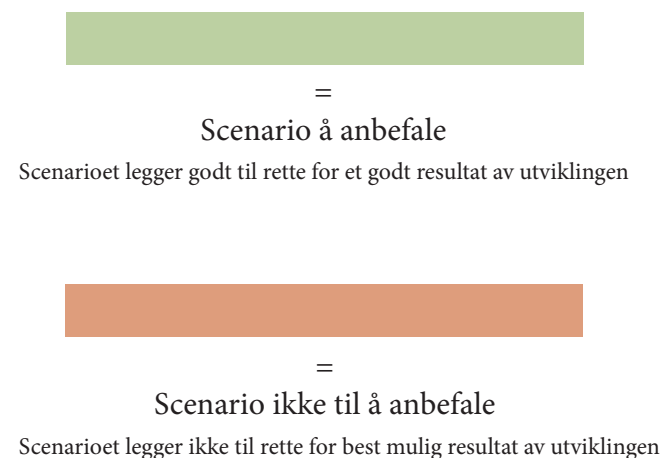 =
Scenario å anbefale
Scenarioet legger godt til rette for et godt resultat av utviklingen
=
Scenario ikke til å anbefale
Scenarioet legger ikke til rette for best mulig resultat av utviklingen